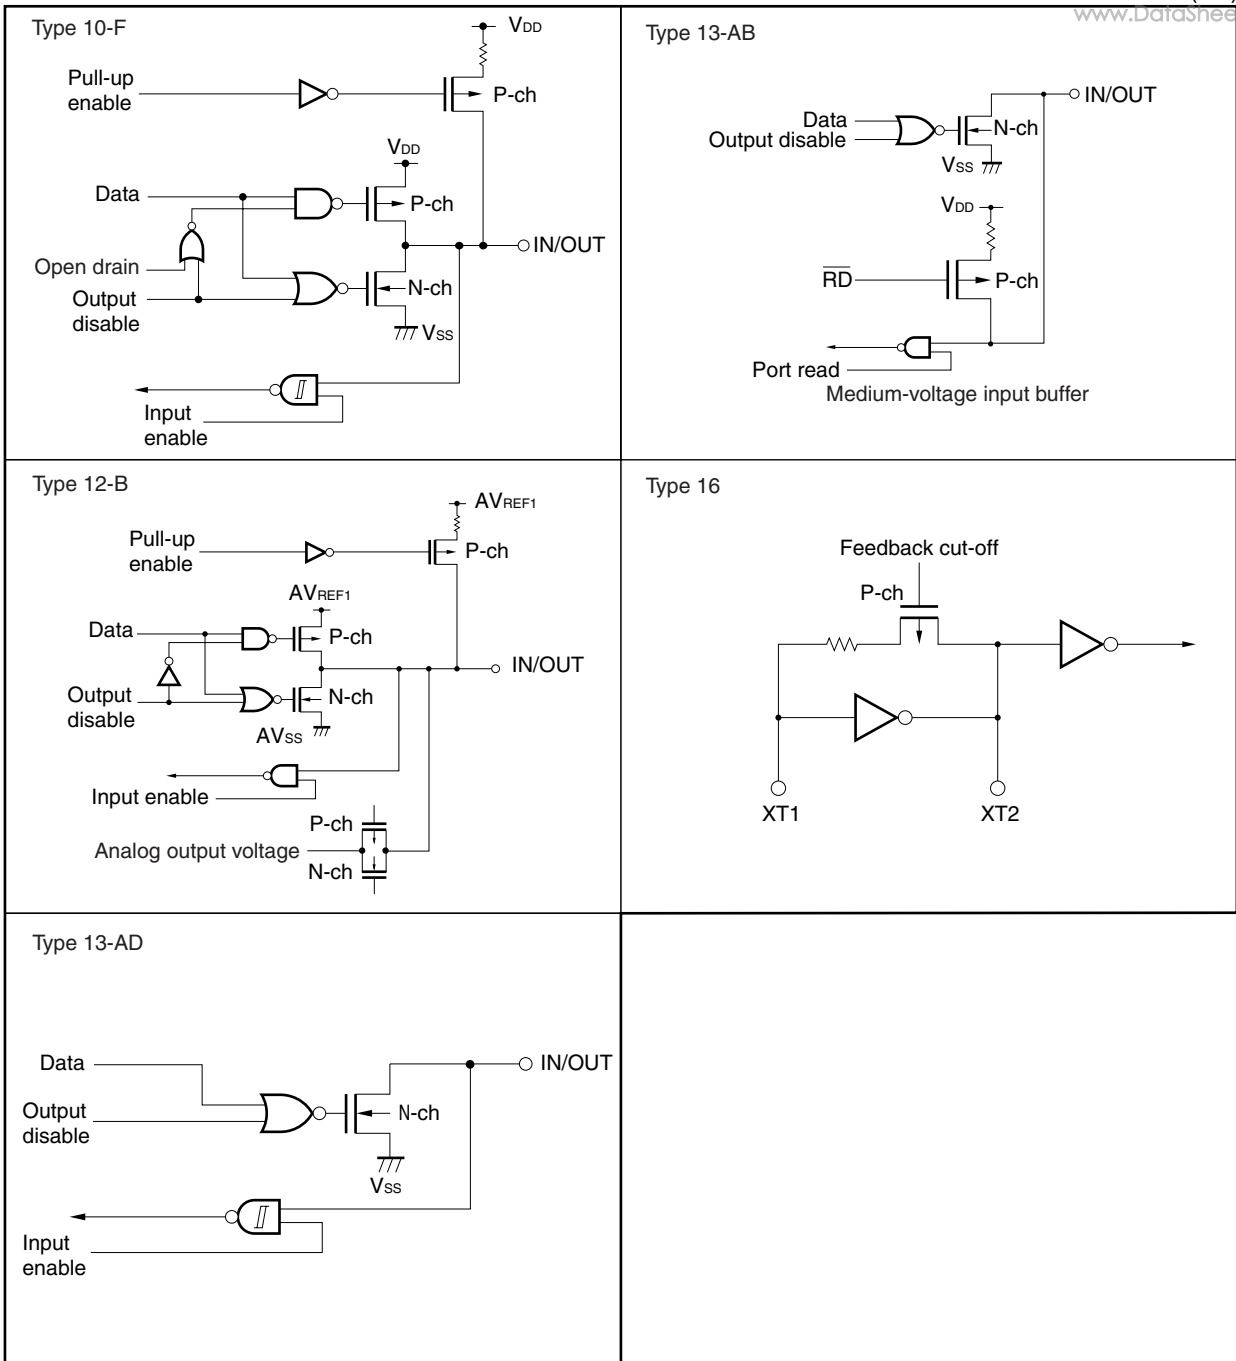 www.DataShee
Type 10-F
VDD
Pull-up
enable
P-ch
VDD
Data
P-ch
IN/OUT
Open drain
N-ch
Output
disable
VSS
Input
enable
Type 13-AB
IN/OUT
Data
Output disable
N-ch
VSS
VDD
RD
P-ch
Port read
Medium-voltage input buffer
Type 12-B
AVREF1
Pull-up
enable
P-ch
AVREF1
Data
P-ch
IN/OUT
Output
disable
N-ch
AVSS
Input enable
P-ch
Analog output voltage
N-ch
Type 16
Feedback cut-off
P-ch
XT1
XT2
Type 13-AD
Data
IN/OUT
Output
disable
N-ch
VSS
Input
enable